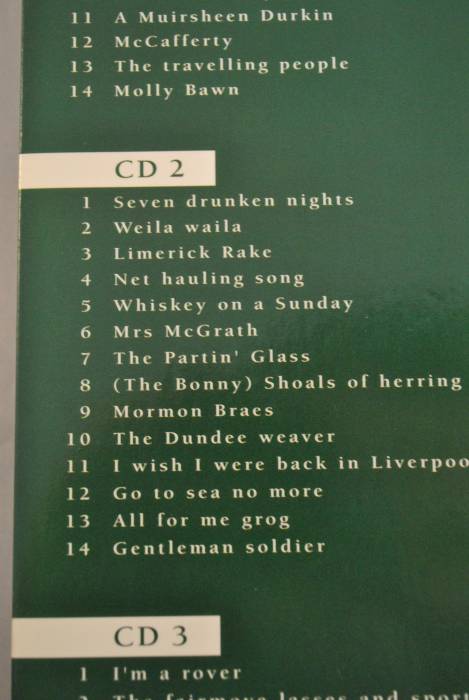 11 A Muirsheen Durkin
12 McCafferty
13 The travelling people
14 Molly Bawn
CD 2
1 Seven drunken nights
2 Weila waila
3 Limerick Rake
4 Net hauling song
5 Whiskey on a Sunday
6 Mrs McGrath
7 The Partin' Glass
8 (The Bonny) Shoals of herring
9 Mormon Braes
10 The Dundee weaver
11 I wish I were back in Liverpoo
12 Go to sea no more
13 All for me grog
14 Gentleman soldier
CD 3
1 I'm a rover